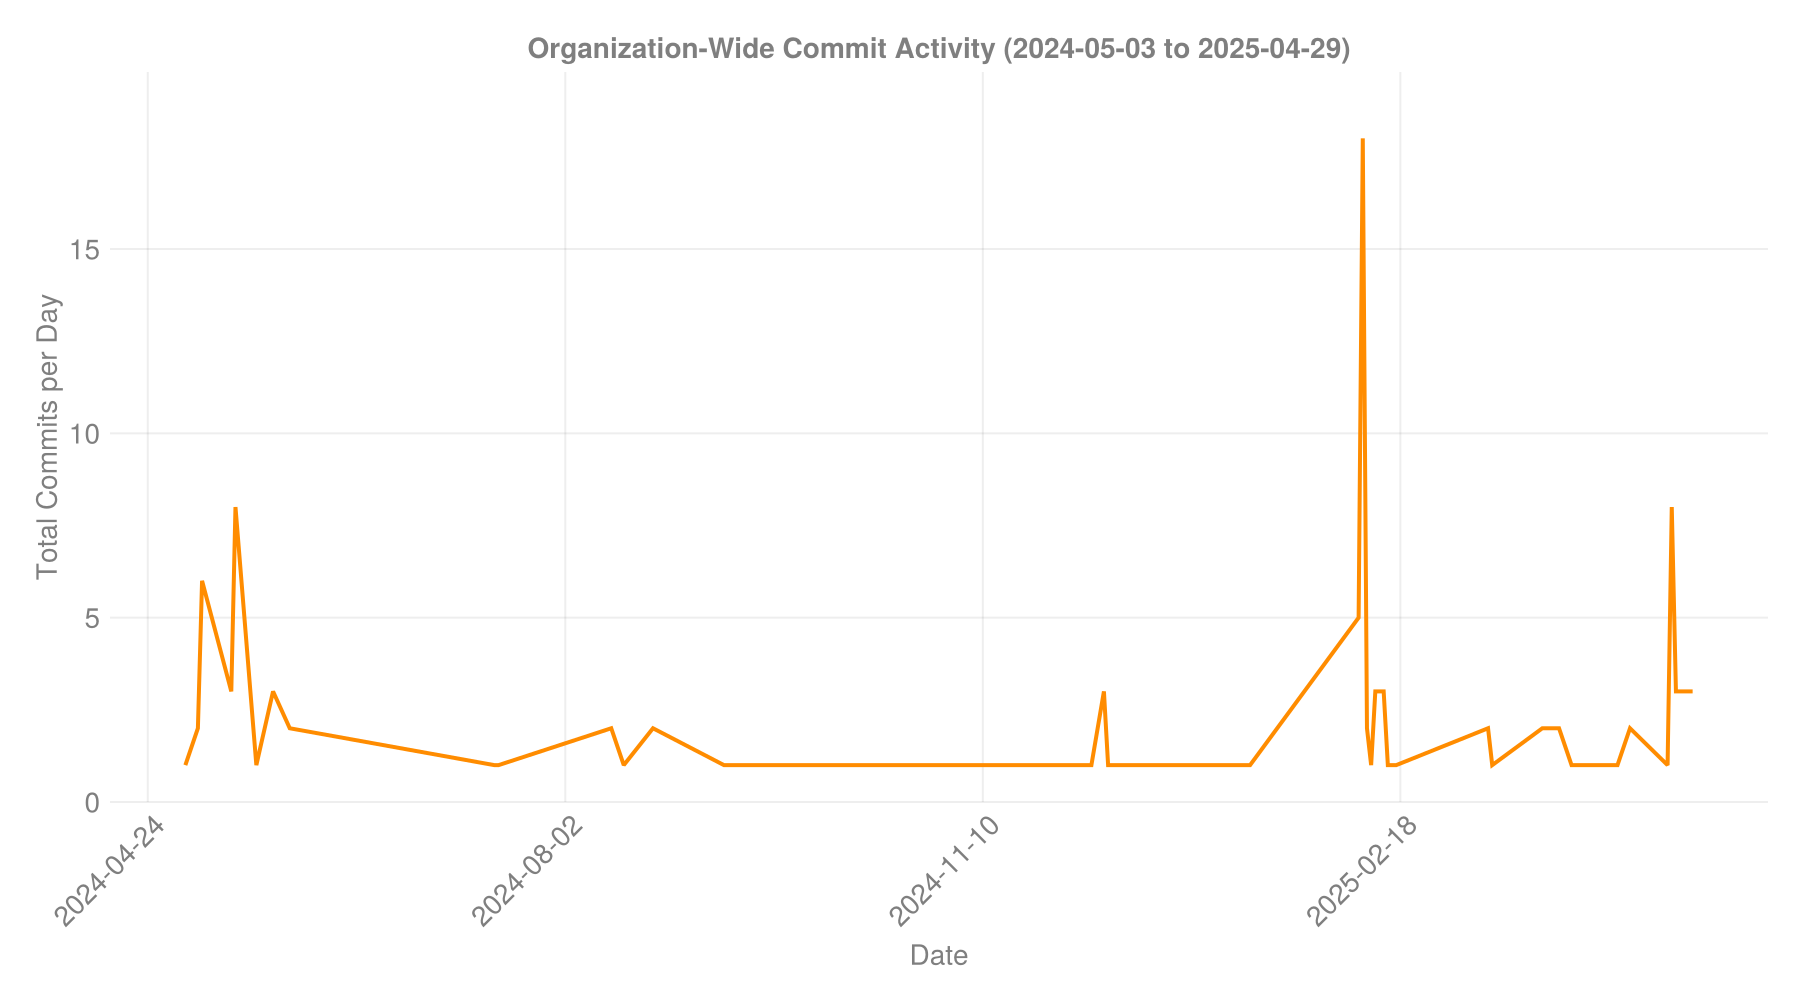 Organization-Wide Commit Activity (2024-05-03 to 2025-04-29)
Total Commits per Day
15
10
5
0
2024-04-24
2024-08-02
2024-11-10
2025-02-18
Date